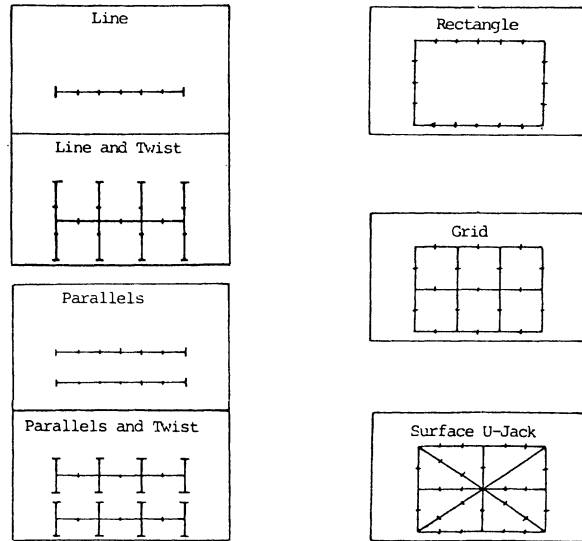 Line
Line and Twist
Parallels
Parallels and Twist
Rectangle
Grid
Surface U-Jack